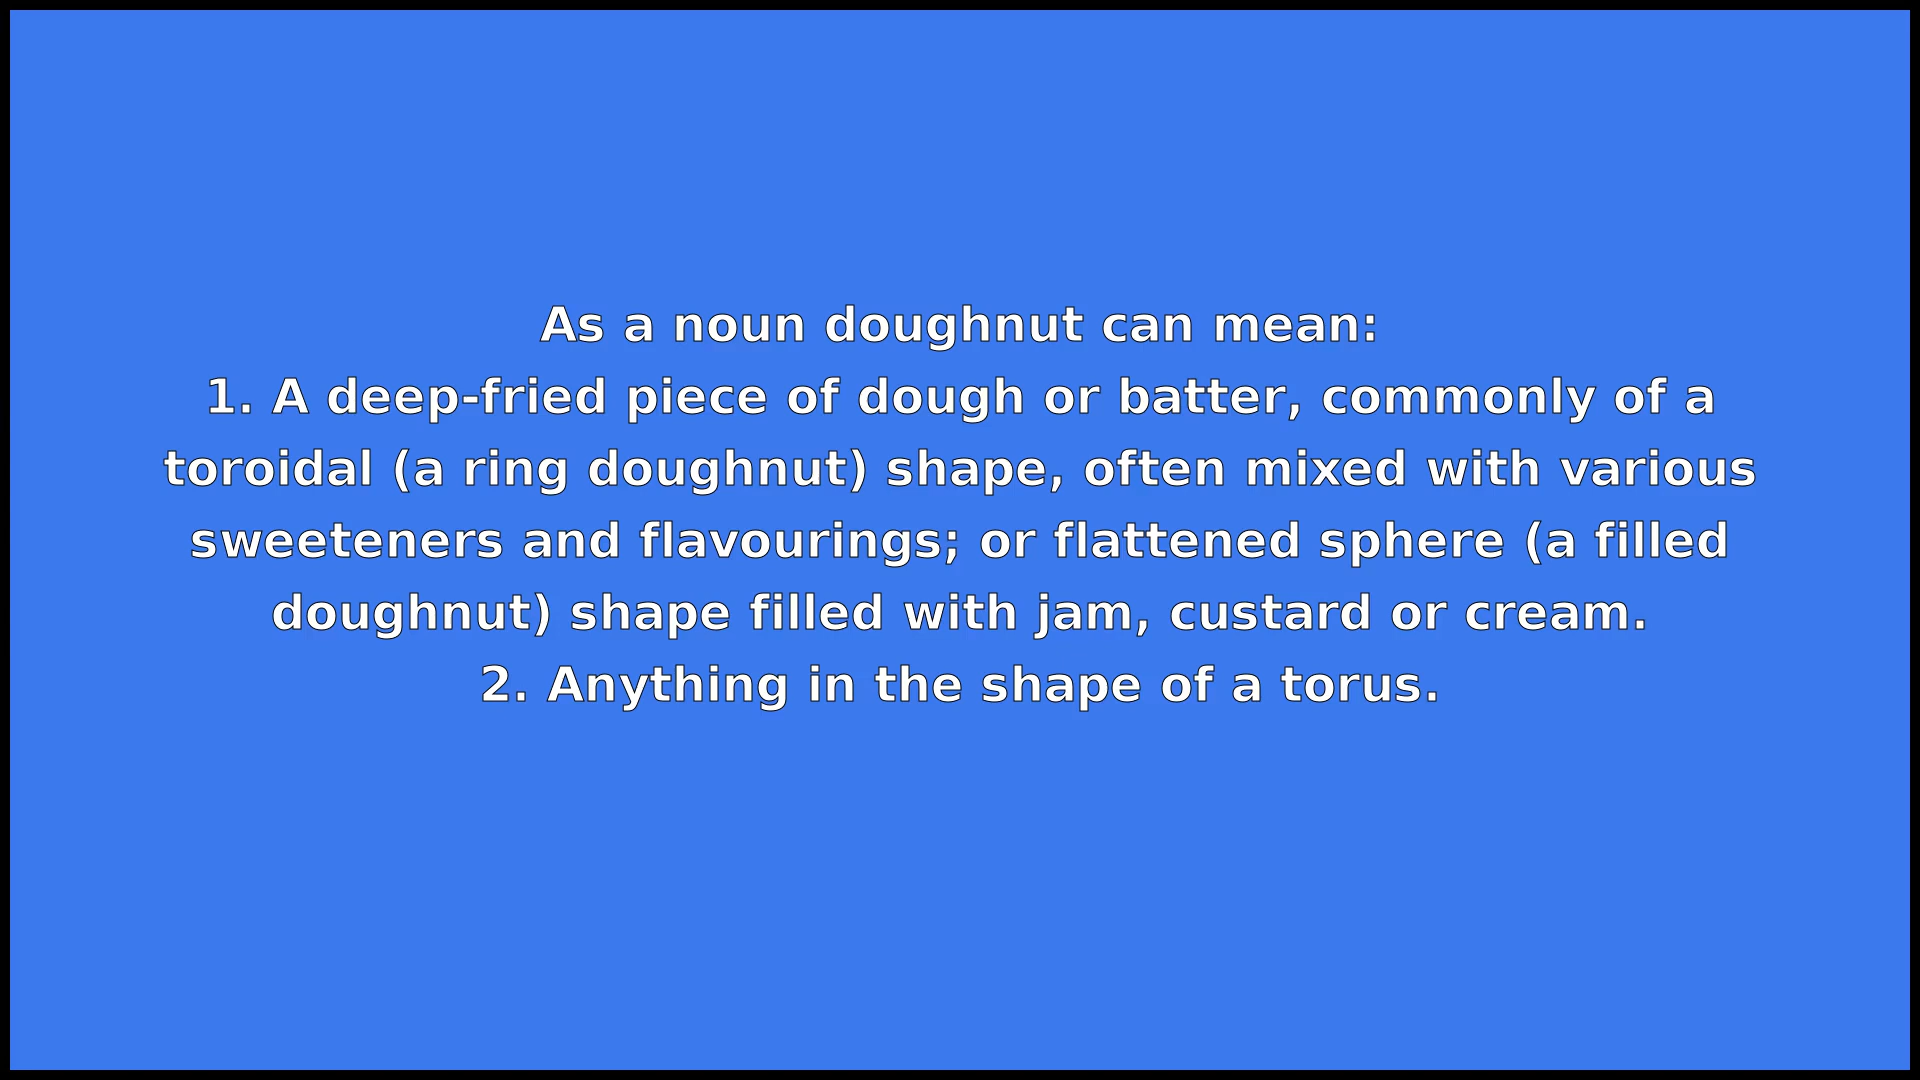 As a noun doughnut can mean:
1. A deep-fried piece of dough or batter, commonly of a
toroidal (a ring doughnut) shape, often mixed with various
sweeteners and flavourings; or flattened sphere (a filled
doughnut) shape filled with jam, custard or cream.
2. Anything in the shape of a torus.